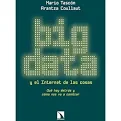 Mario Tascón
Arantza Coullaut
big
data
y el Internet de las cosas
Qué hay detrás y
cómo nos va a cambiar